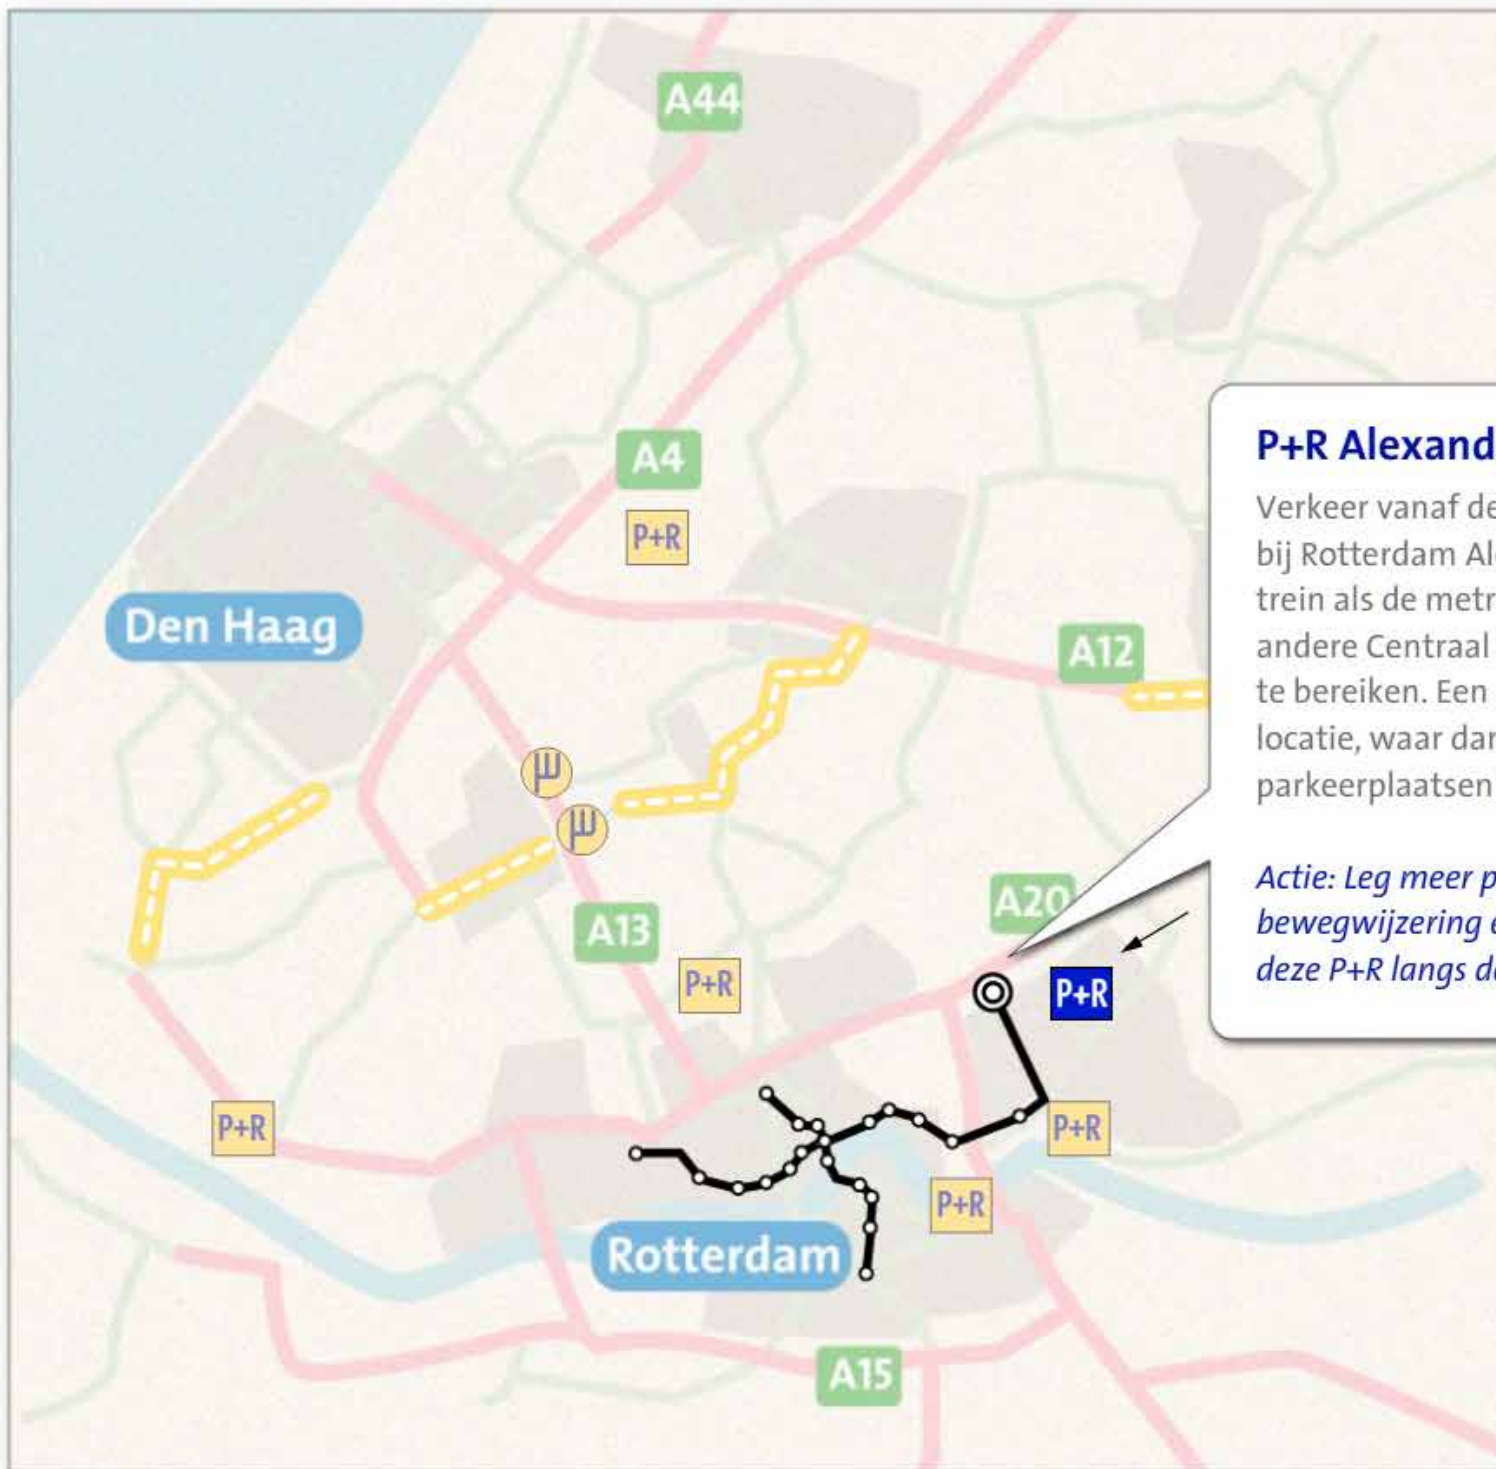 A44
A4
P+R
Den Haag
A12
P+R Alexand
Verkeer vanaf de
bij Rotterdam Al
trein als de metr
andere Centraal
te bereiken. Een
locatie, waar dar
parkeerplaatsen
Actie: Leg meer p
bewegwijzering e
deze P+R langs d
A20
A13
P+R
P+R
P+R
P+R
P+R
Rotterdam
A15